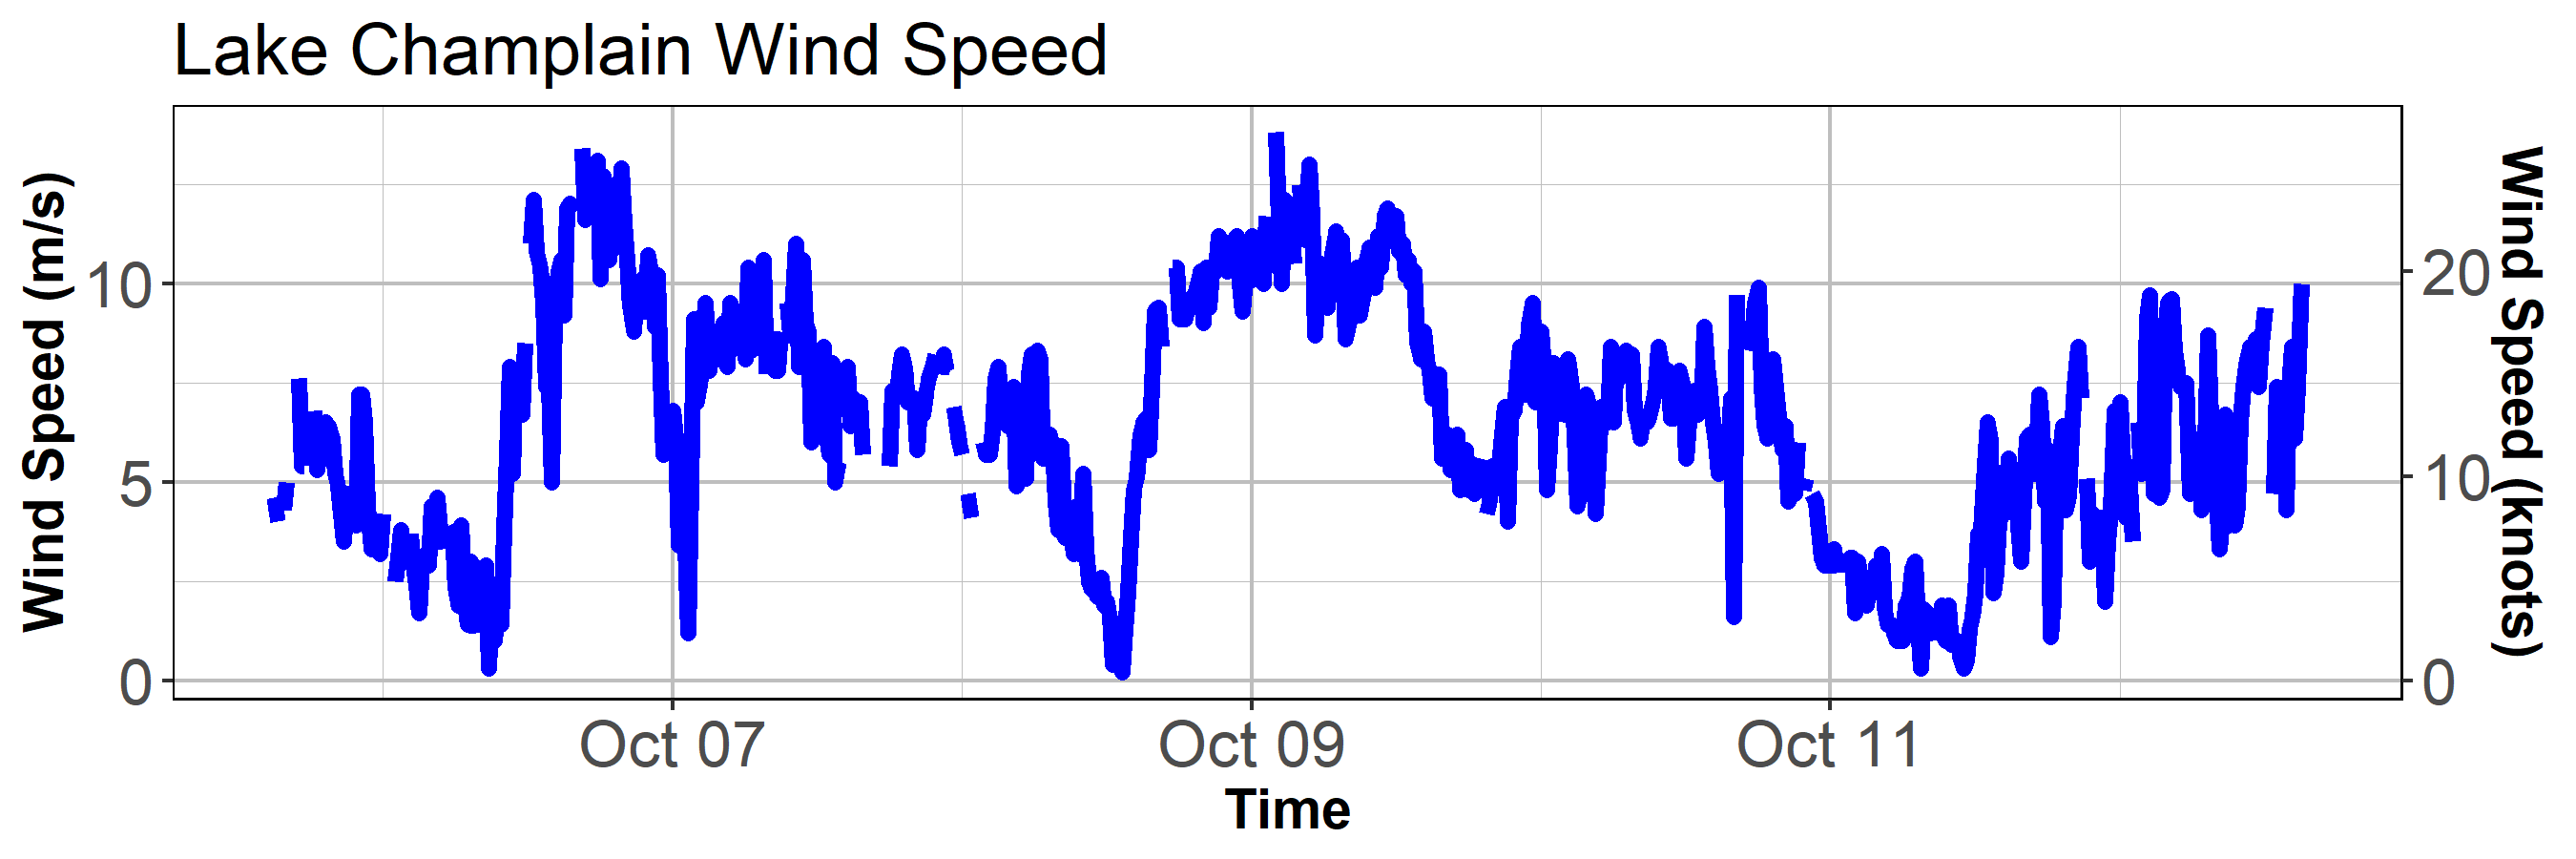 Lake Champlain Wind Speed
Wind Speed (m/s)
10
5
0
20
10
0
Wind Speed (knots)
Oct 07
Oct 09
Oct 11
Time